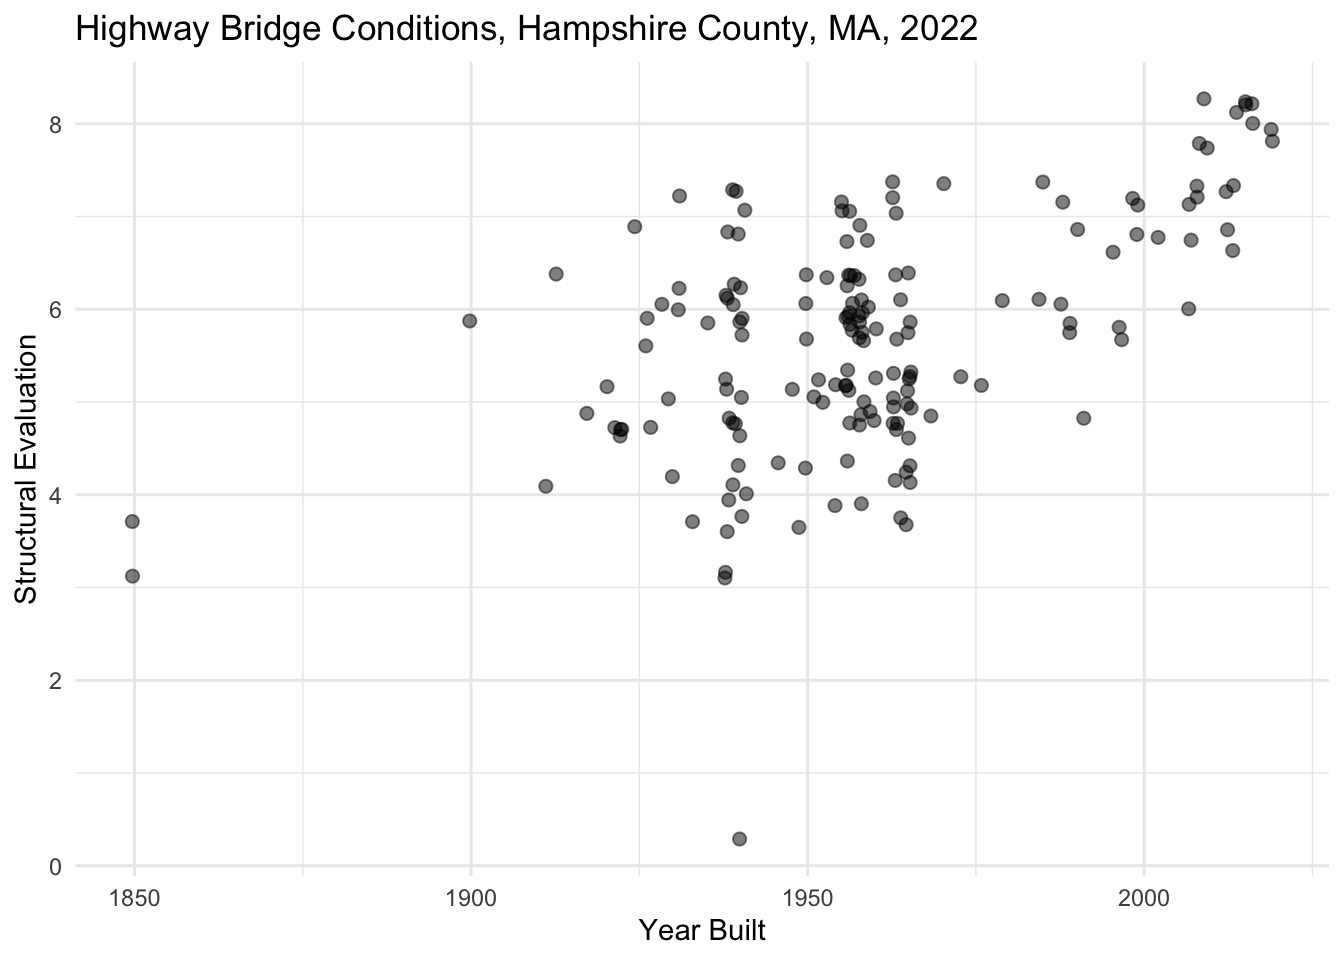 Highway Bridge Conditions, Hampshire County, MA, 2022
8
6
4
2
0
Structural Evaluation
1850 1900 1950 2000
Year Built